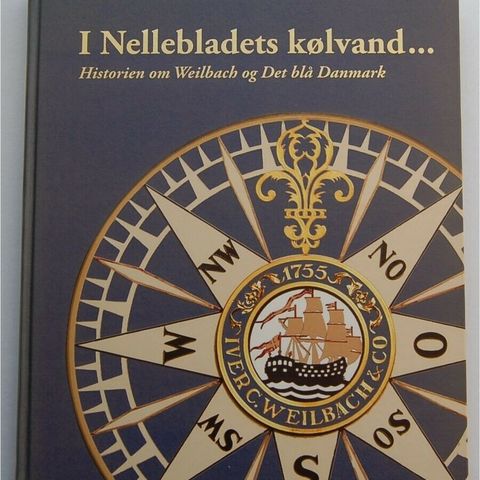 I Nellebladets kølvand...
Historien om Weilbach og Det blå Danmark
NW
NO
1755
W
O
IVER C. WEILBACH & CO
SW
SO
S